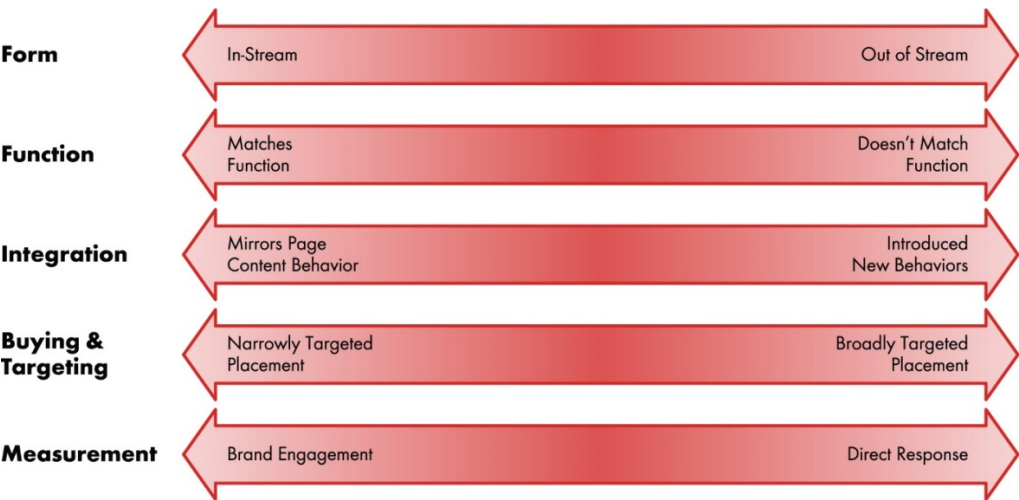 Form
In-Stream
Out of Stream
Function
Matches
Function
Doesn't Match
Function
Integration
Mirrors Page
Content Behavior
Introduced
New Behaviors
Buying &
Targeting
Narrowly Targeted
Placement
Broadly Targeted
Placement
Measurement
Brand Engagement
Direct Response